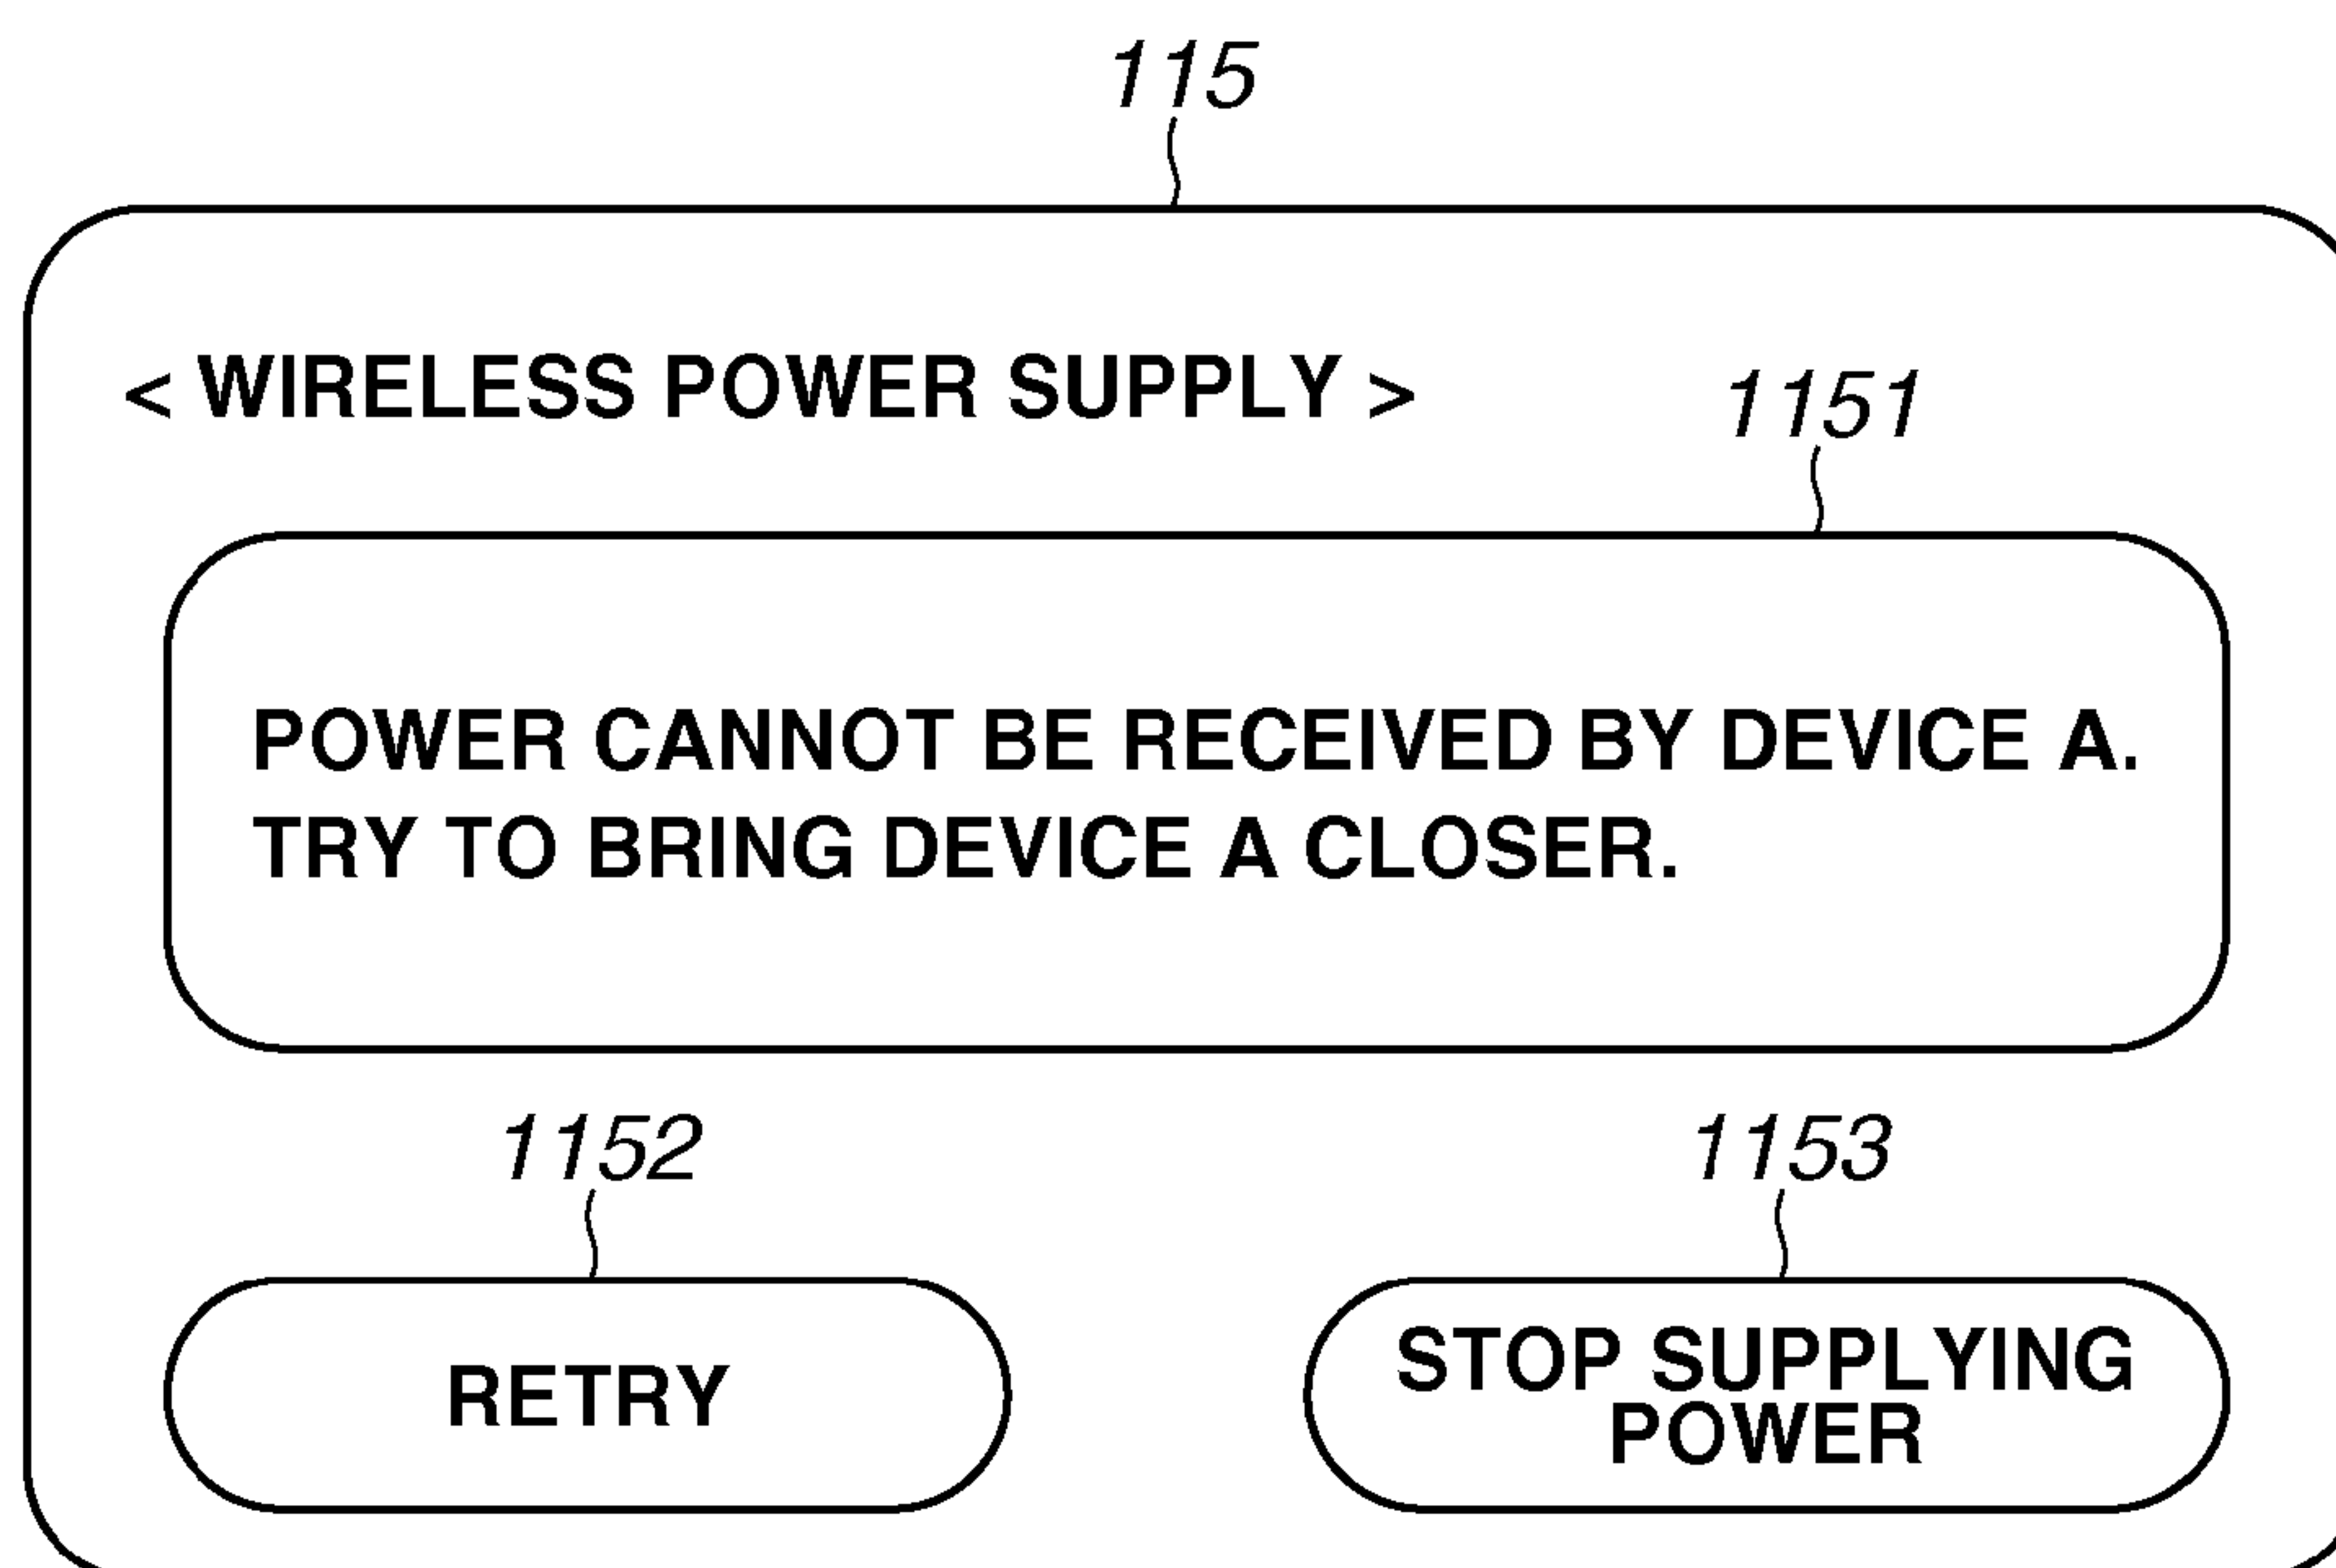 115
< WIRELESS POWER SUPPLY >
1151
POWER CANNOT BE RECEIVED BY DEVICE A.
TRY TO BRING DEVICE A CLOSER.
1152
1153
RETRY
STOP SUPPLYING
POWER